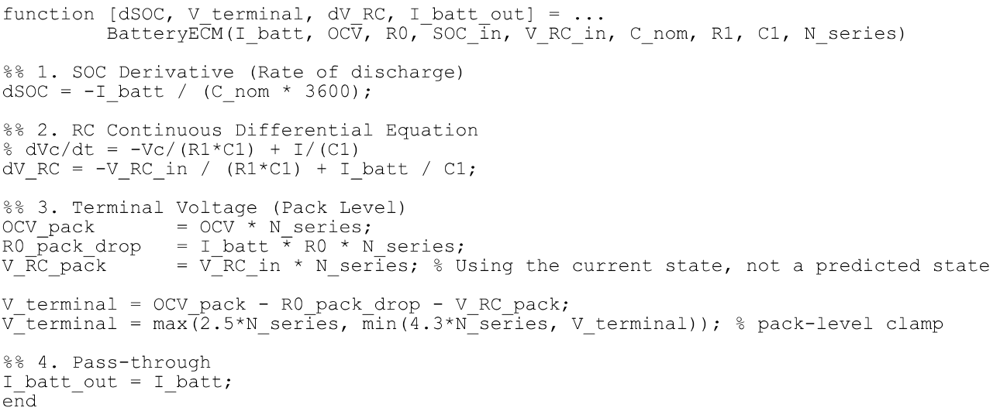 function [dSOC, V_terminal, dV_RC, I_batt_out] = ...
BatteryECM(I_batt, OCV, R0, SOC_in, V_RC_in, C_nom, R1, C1, N_series)
%% 1. SOC Derivative (Rate of discharge)
dSOC = -I_batt / (C_nom * 3600);
%% 2. RC Continuous Differential Equation
% dVc/dt = -Vc/(R1*C1) + I/(C1)
dV_RC = -V_RC_in / (R1*C1) + I_batt / C1;
%% 3. Terminal Voltage (Pack Level)
OCV_pack = OCV * N_series;
R0_pack_drop = I_batt * R0 * N_series;
V_RC_pack = V_RC_in * N_series; % Using the current state, not a predicted state
V_terminal = OCV_pack - R0_pack_drop - V_RC_pack;
V_terminal = max(2.5*N_series, min(4.3*N_series, V_terminal)); % pack-level clamp
%% 4. Pass-through
I_batt_out = I_batt;
end